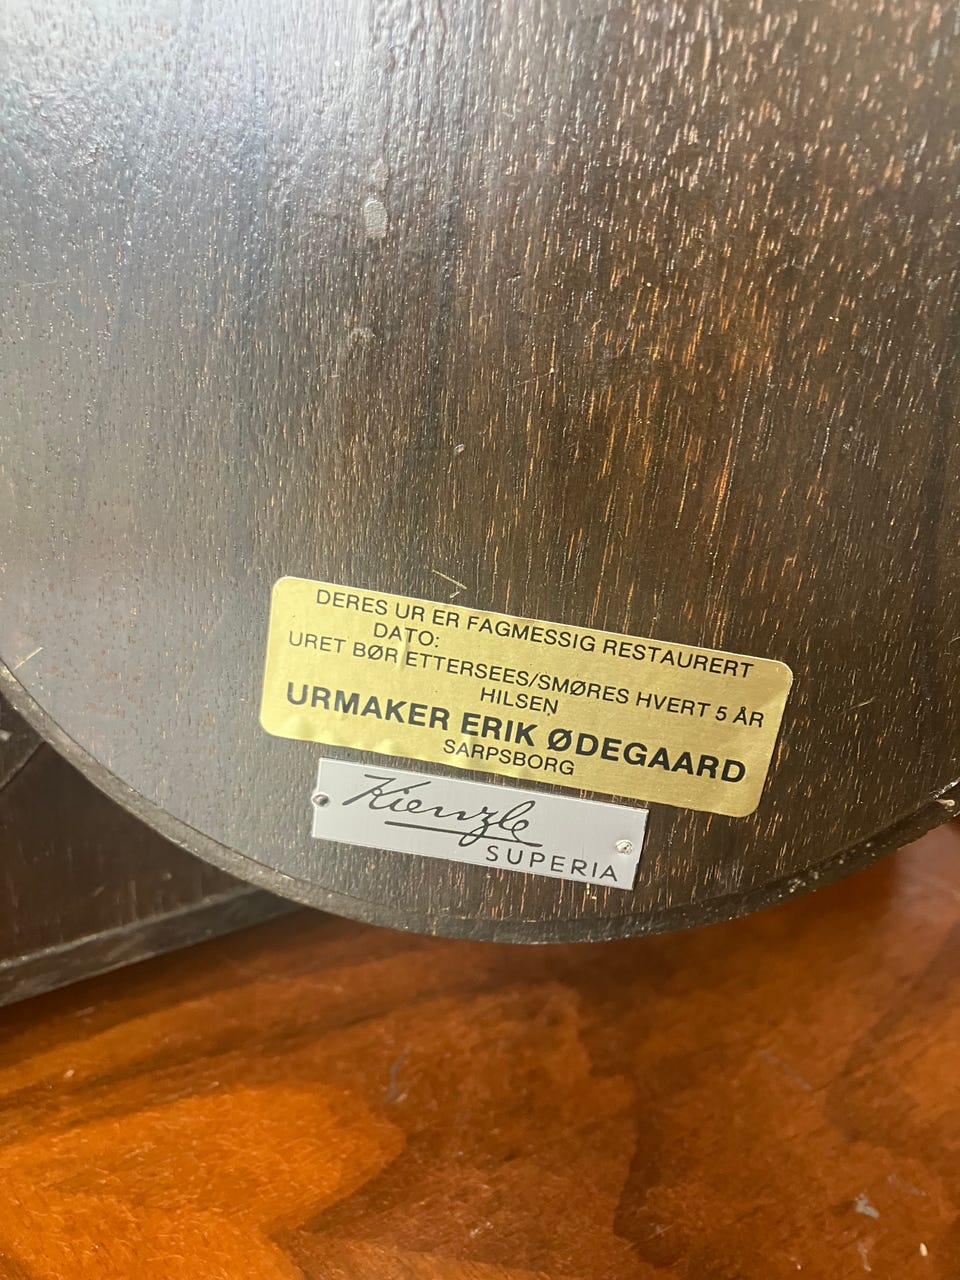 DERES UR ER FAGMESSIG RESTAURERT
DATO:
URET BØR ETTERSEES/SMØRES HVERT 5 ÅR
HILSEN
URMAKER ERIK ØDEGAARD
SARPSBORG
Kienzle
SUPERIA